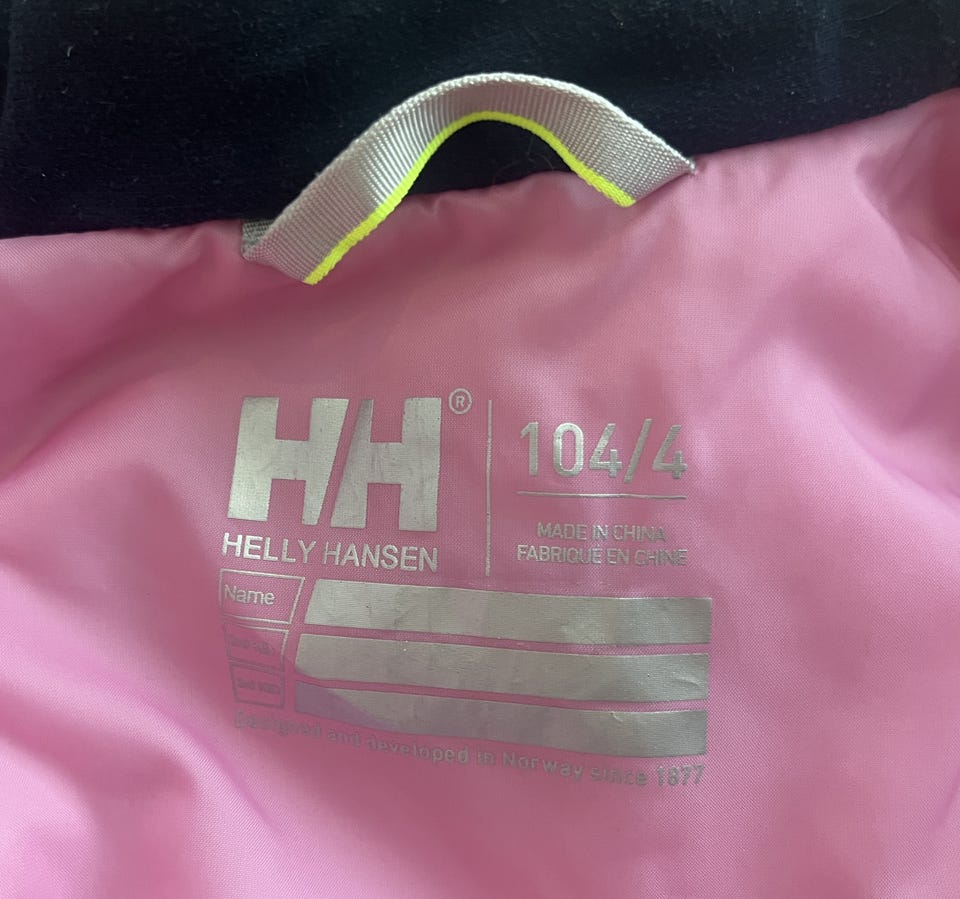 HH®
HELLY HANSEN
104/4
MADE IN CHINA
FABRIQUÉ EN CHINE
Name
Designed and developed in Norway since 1877